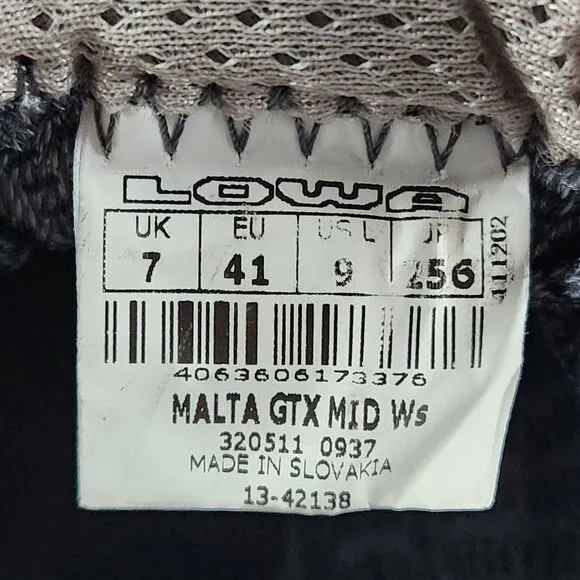 LOWA
UK EU US L JP
7 41 9 256
411202
4063606173376
MALTA GTX MID Ws
320511 0937
MADE IN SLOVAKIA
13-42138